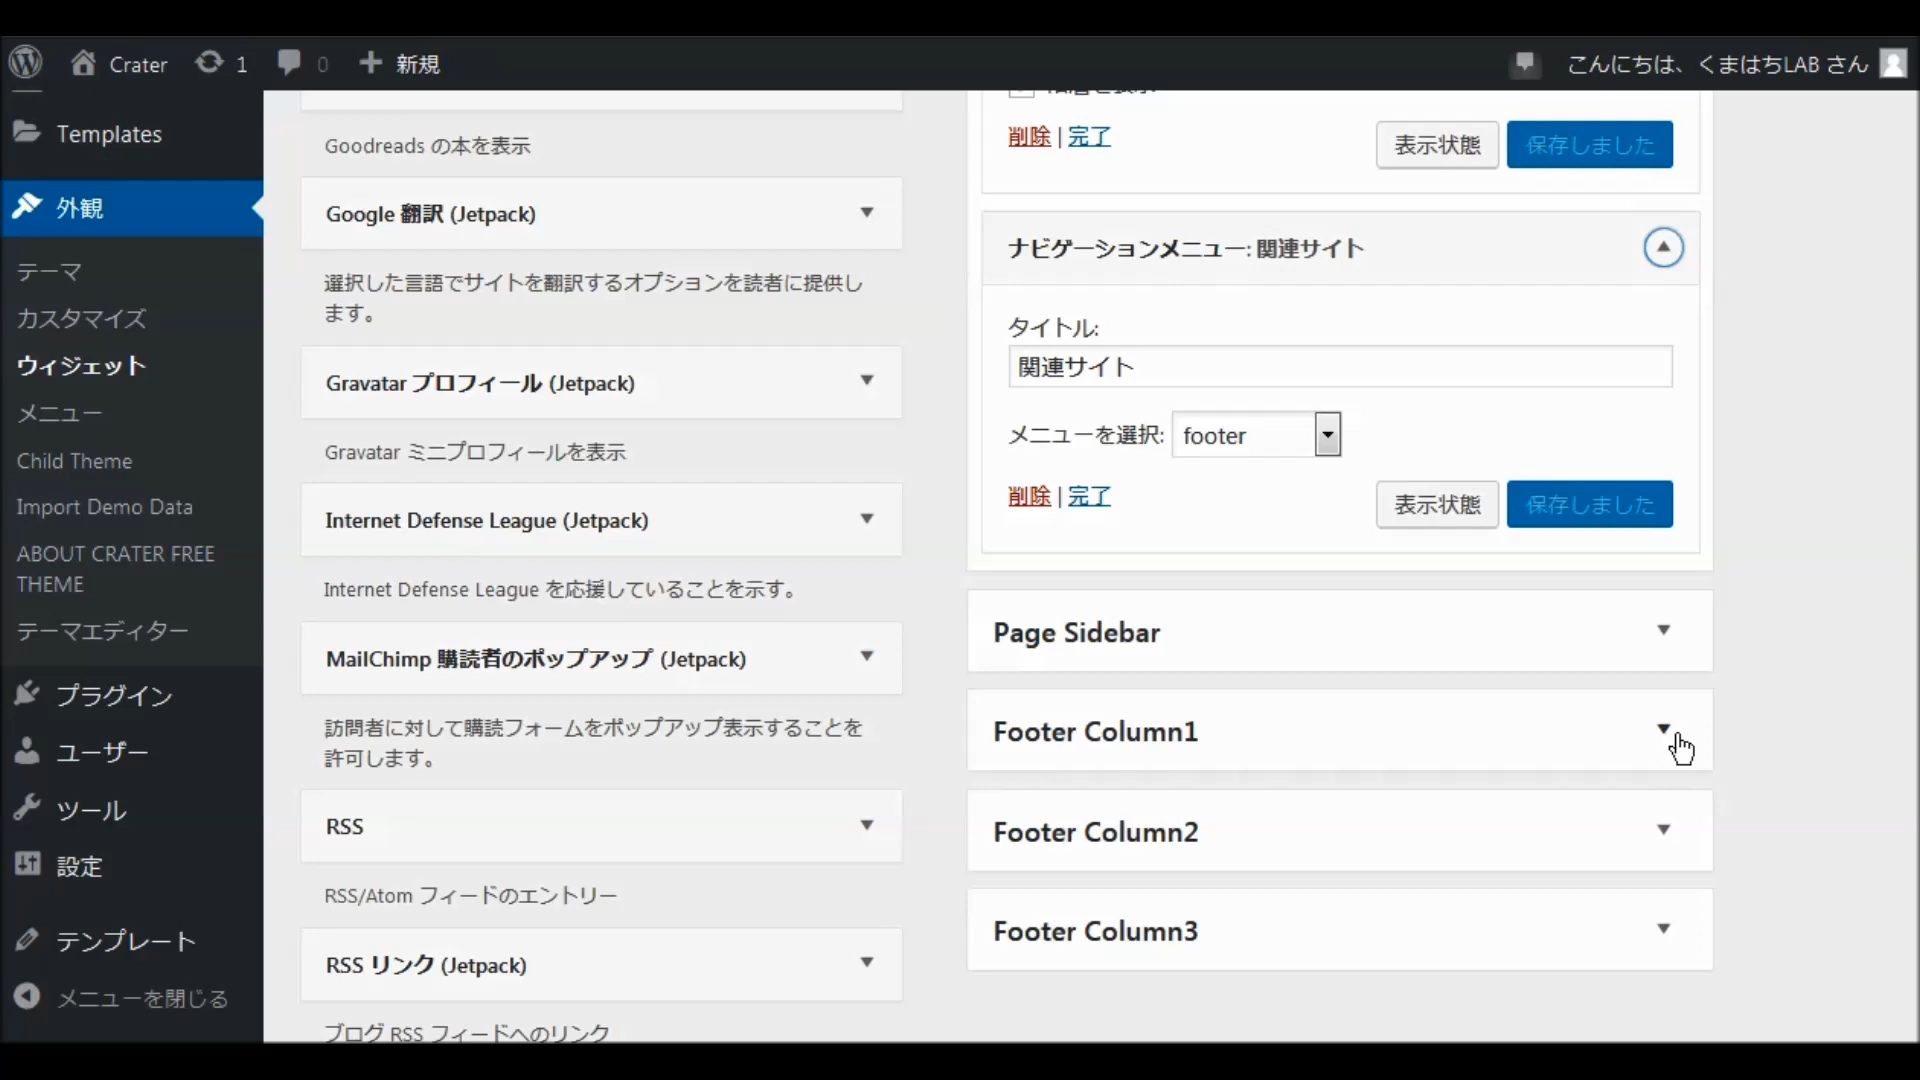 Crater 1 0 新規
こんにちは、くまはちLAB さん
Templates
外観
テーマ
カスタマイズ
ウィジェット
メニュー
Child Theme
Import Demo Data
ABOUT CRATER FREE
THEME
テーマエディター
プラグイン
ユーザー
ツール
設定
テンプレート
メニューを閉じる
Goodreads の本を表示
Google 翻訳 (Jetpack)
選択した言語でサイトを翻訳するオプションを読者に提供し
ます。
Gravatar プロフィール (Jetpack)
Gravatar ミニプロフィールを表示
Internet Defense League (Jetpack)
Internet Defense League を応援していることを示す。
MailChimp 購読者のポップアップ (Jetpack)
訪問者に対して購読フォームをポップアップ表示することを
許可します。
RSS
RSS/Atom フィードのエントリー
RSS リンク (Jetpack)
ブログ RSS フィードへのリンク
削除 | 完了
表示状態
保存しました
ナビゲーションメニュー: 関連サイト
タイトル:
関連サイト
メニューを選択: footer
削除 | 完了
表示状態
保存しました
Page Sidebar
Footer Column1
Footer Column2
Footer Column3